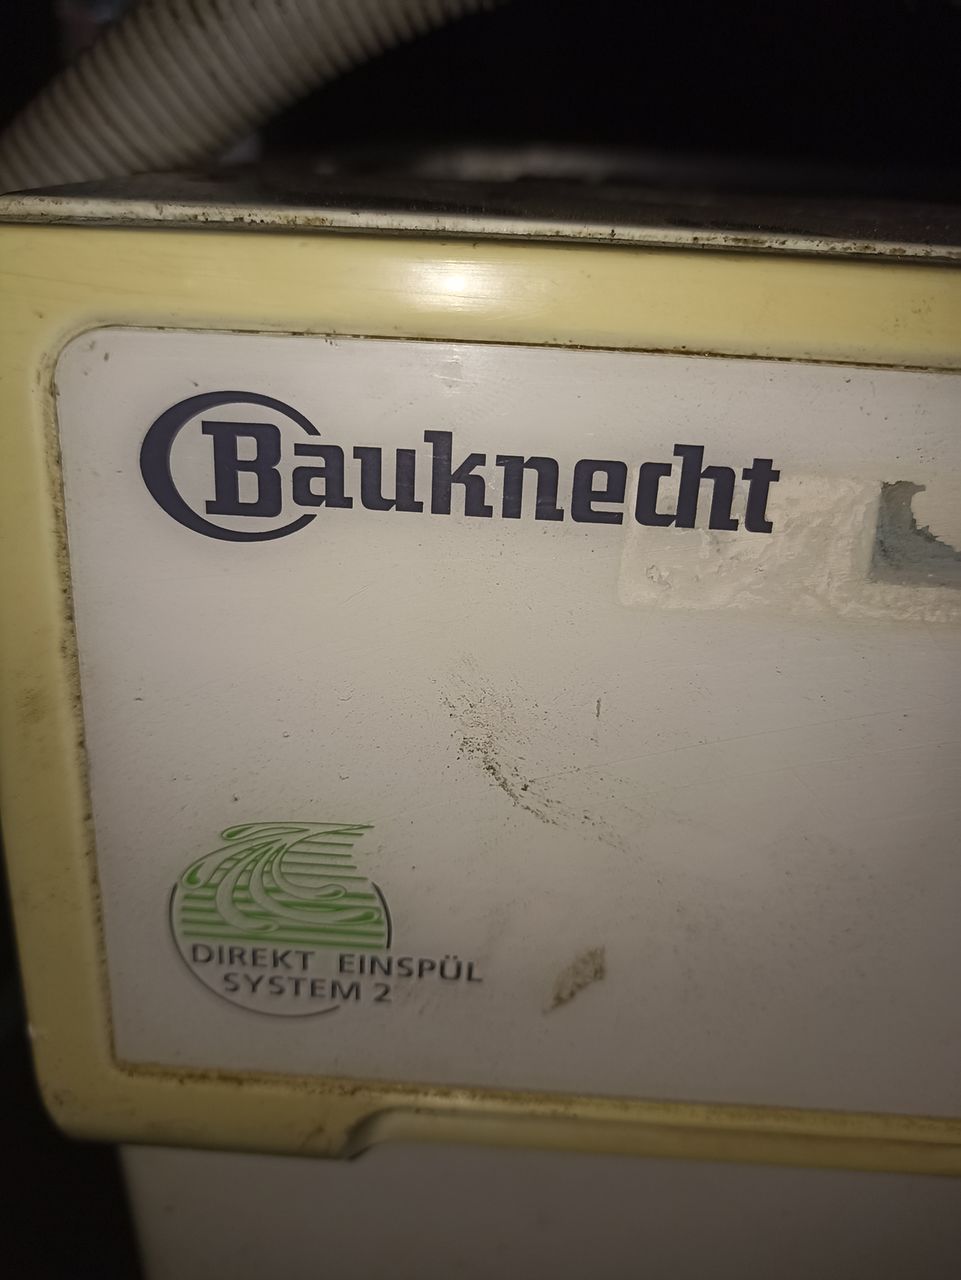 Bauknecht
DIREKT EINSPÜL
SYSTEM 2